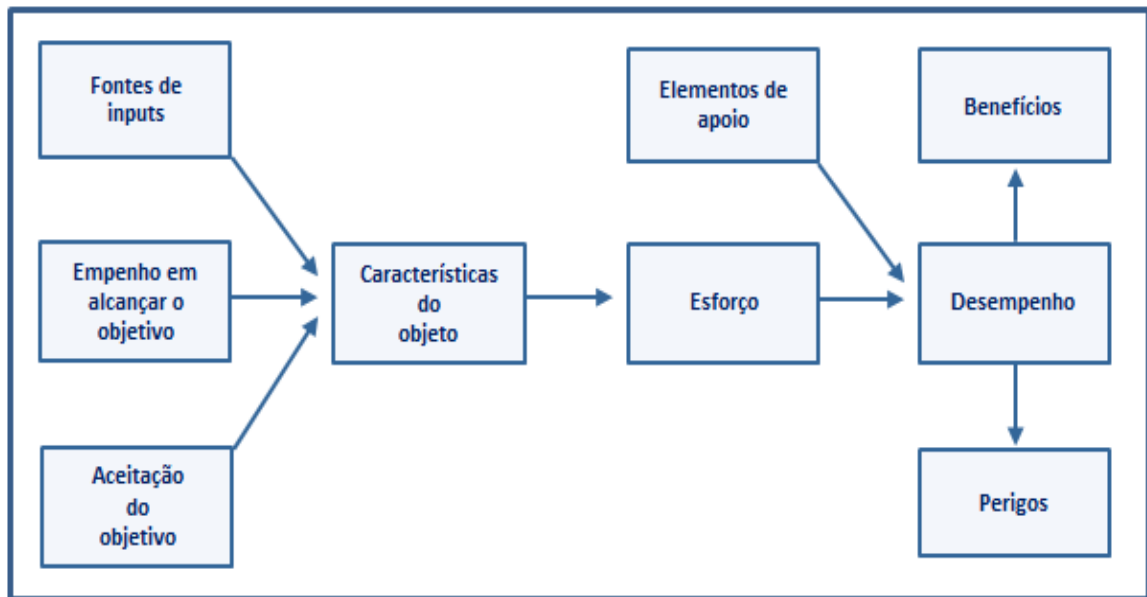 Fontes de
inputs
Elementos de
apoio
Benefícios
Empenho em
alcançar o
objetivo
Características
do
objeto
Esforço
Desempenho
Aceitação
do
objetivo
Perigos